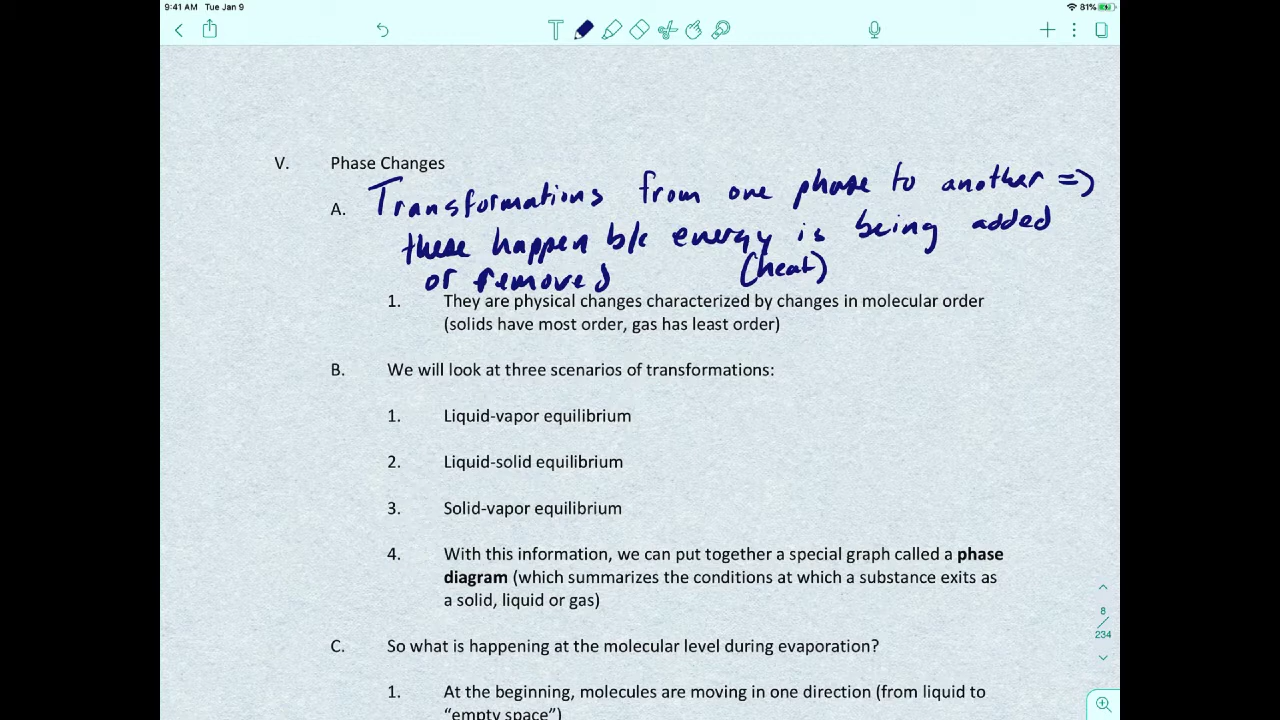 9:41 AM Tue Jan 9
81%
V. Phase Changes
A. Transformations from one phase to another =>
these happen b/c energy is being added
or removed (heat)
1. They are physical changes characterized by changes in molecular order
(solids have most order, gas has least order)
B. We will look at three scenarios of transformations:
1. Liquid-vapor equilibrium
2. Liquid-solid equilibrium
3. Solid-vapor equilibrium
4. With this information, we can put together a special graph called a phase
diagram (which summarizes the conditions at which a substance exits as
a solid, liquid or gas)
8
/
234
C. So what is happening at the molecular level during evaporation?
1. At the beginning, molecules are moving in one direction (from liquid to
“empty space”)